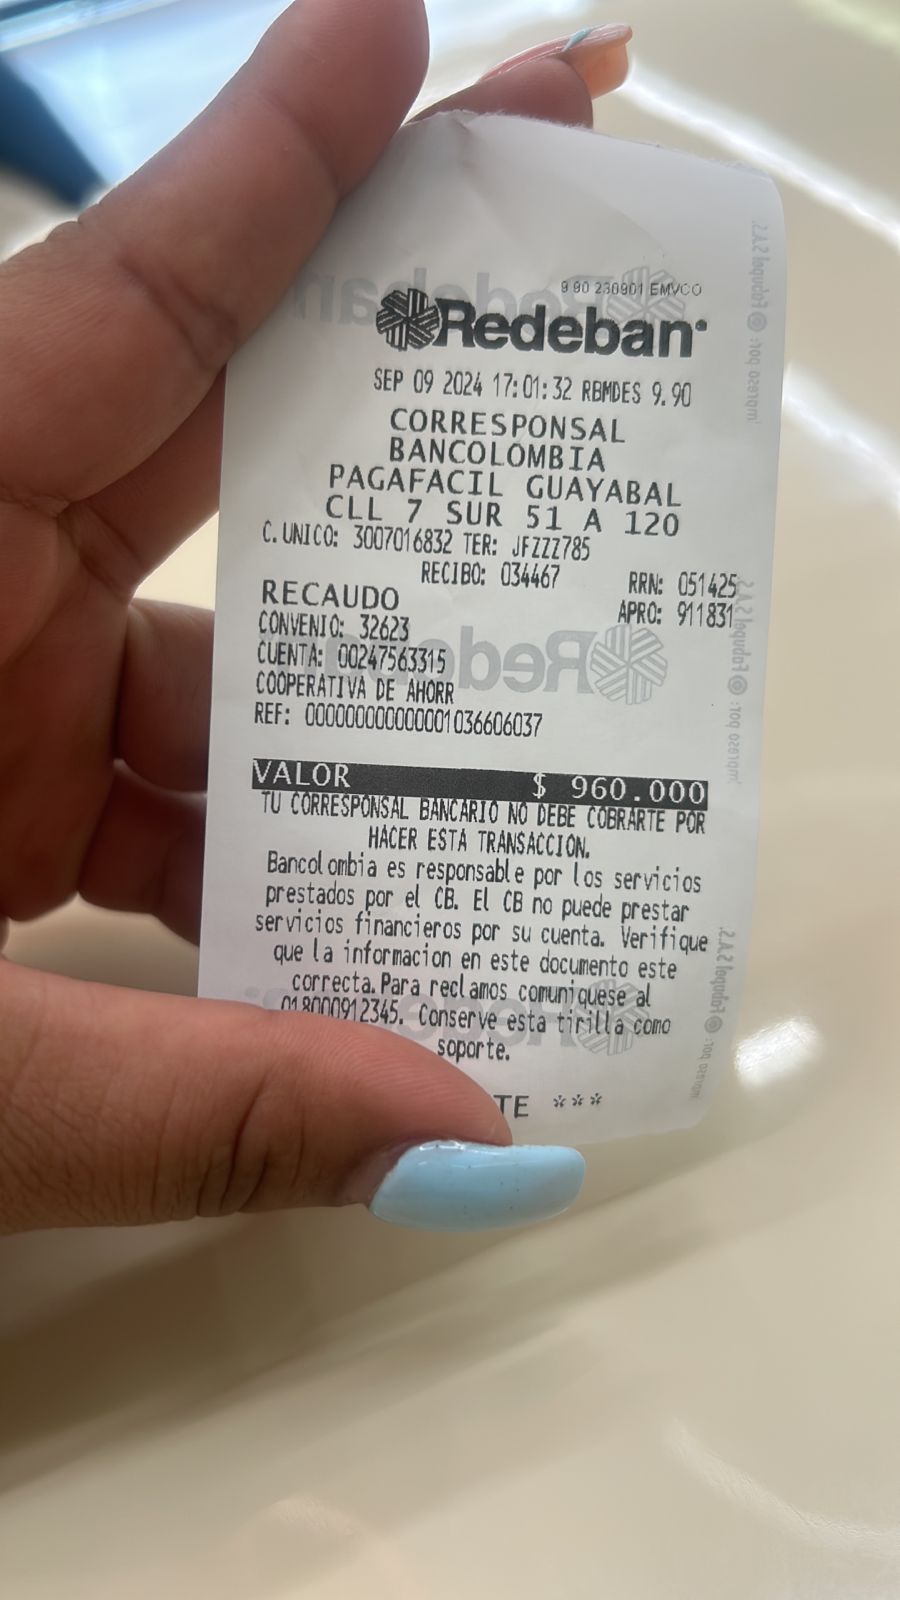 9 90 230901 EMVCO
Redeban
SEP 09 2024 17:01:32 RBMDES 9.90
CORRESPONSAL
BANCOLOMBIA
PAGAFACIL GUAYABAL
CLL 7 SUR 51 A 120
C. UNICO: 3007016832 TER: JFZZZ785
RECIBO: 034467 RRN: 051425
RECAUDO APRO: 911831
CONVENIO: 32623
CUENTA: 00247563315
COOPERATIVA DE AHORR
REF: 0000000000000001036606037
VALOR $ 960.000
TU CORRESPONSAL BANCARIO NO DEBE COBRARTE POR
HACER ESTA TRANSACCION.
Bancolombia es responsable por los servicios
prestados por el CB. El CB no puede prestar
servicios financieros por su cuenta. Verifique
que la informacion en este documento este
correcta. Para reclamos comuniquese al
018000912345. Conserve esta tirilla como
soporte.
TE ***